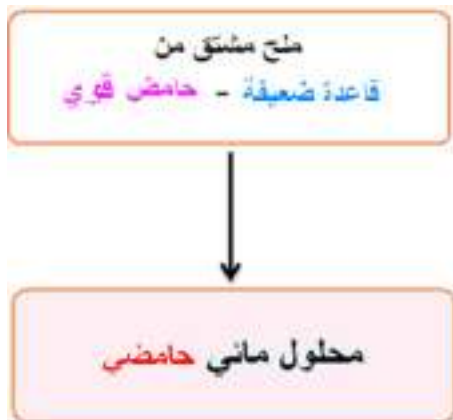 ملح مشتق من
قاعدة ضعيفة - حامض قوي
محلول مائي حامضي